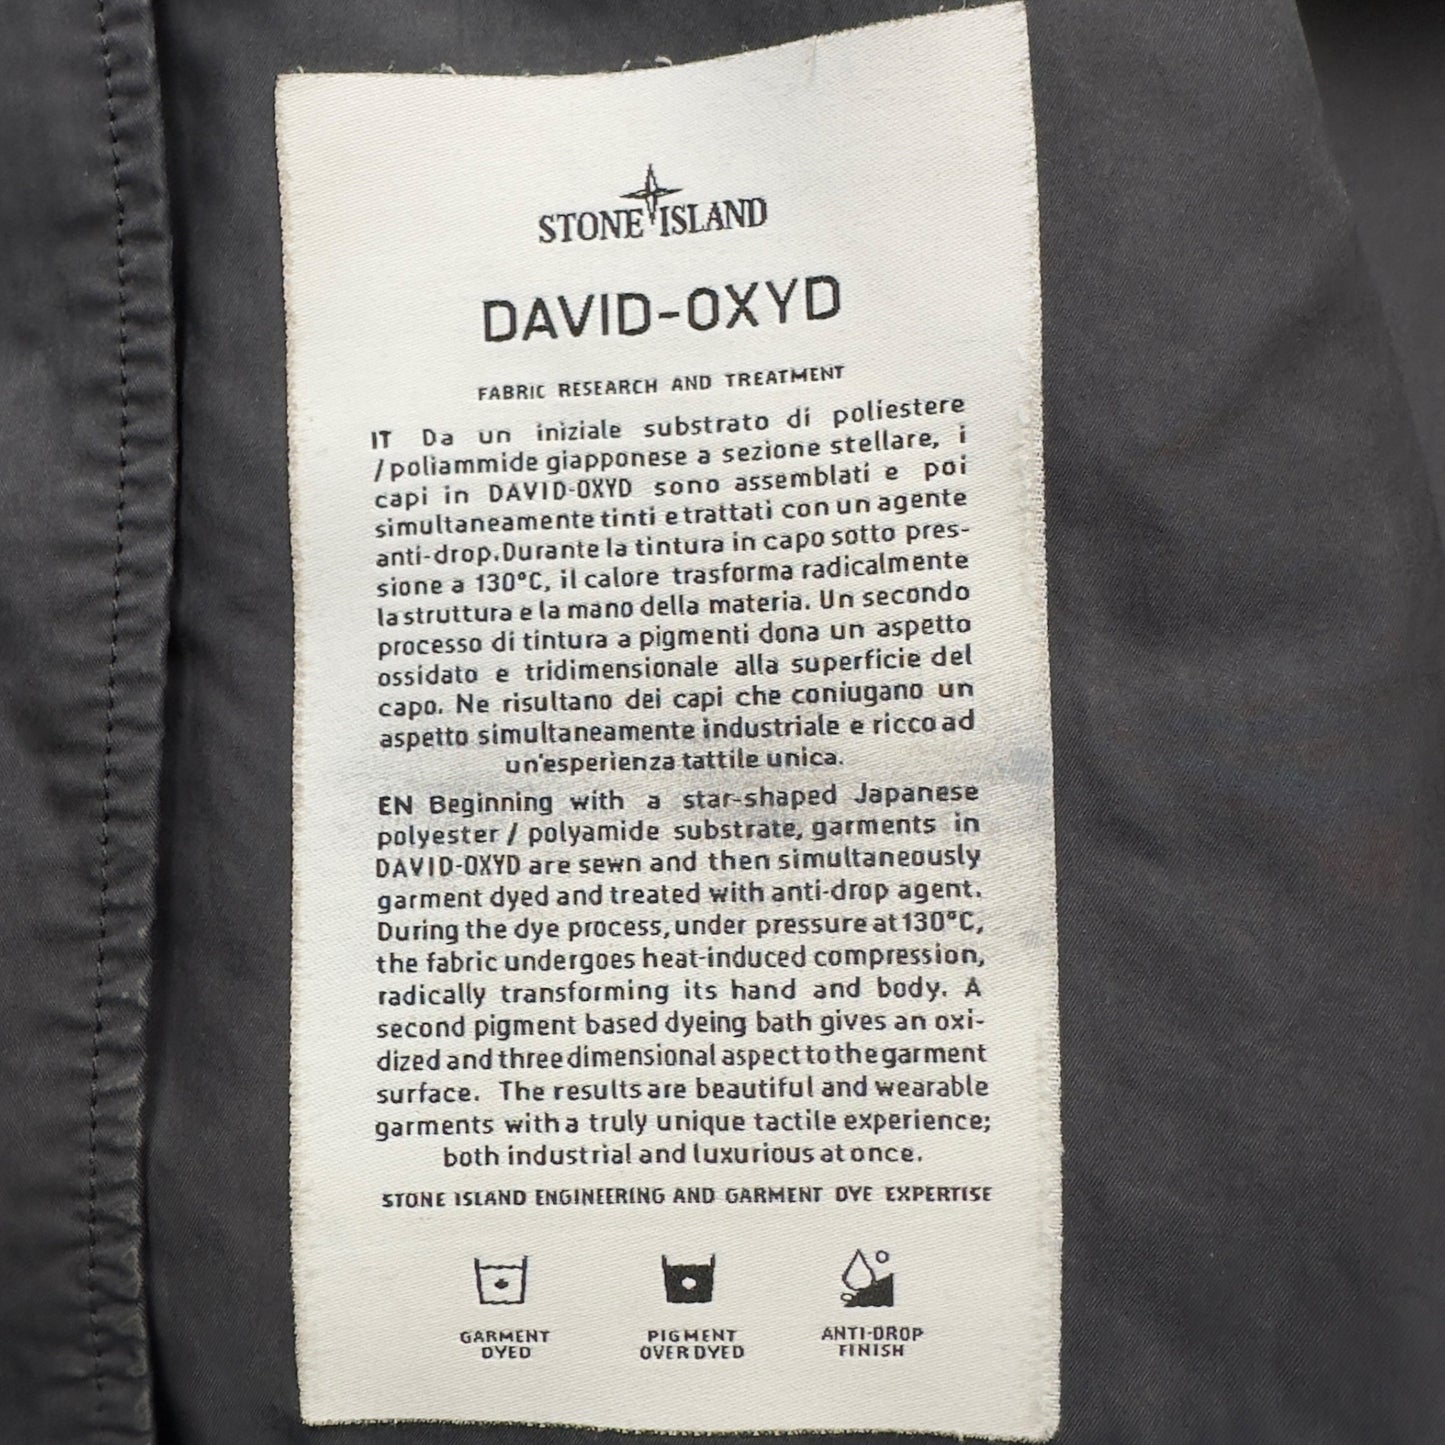 STONE ISLAND
DAVID-OXYD
FABRIC RESEARCH AND TREATMENT
IT Da un iniziale substrato di poliestere
/poliammide giapponese a sezione stellare, i
capi in DAVID-OXYD sono assemblati e poi
simultaneamente tinti e trattati con un agente
anti-drop. Durante la tintura in capo sotto pres-
sione a 130°C, il calore trasforma radicalmente
la struttura e la mano della materia. Un secondo
processo di tintura a pigmenti dona un aspetto
ossidato e tridimensionale alla superficie del
capo. Ne risultano dei capi che coniugano un
aspetto simultaneamente industriale e ricco ad
un'esperienza tattile unica.
EN Beginning with a star-shaped Japanese
polyester / polyamide substrate, garments in
DAVID-OXYD are sewn and then simultaneously
garment dyed and treated with anti-drop agent.
During the dye process, under pressure at 130°C,
the fabric undergoes heat-induced compression,
radically transforming its hand and body. A
second pigment based dyeing bath gives an oxi-
dized and three dimensional aspect to the garment
surface. The results are beautiful and wearable
garments with a truly unique tactile experience;
both industrial and luxurious at once.
STONE ISLAND ENGINEERING AND GARMENT DYE EXPERTISE
GARMENT PIGMENT ANTI-DROP
DYED OVER DYED FINISH